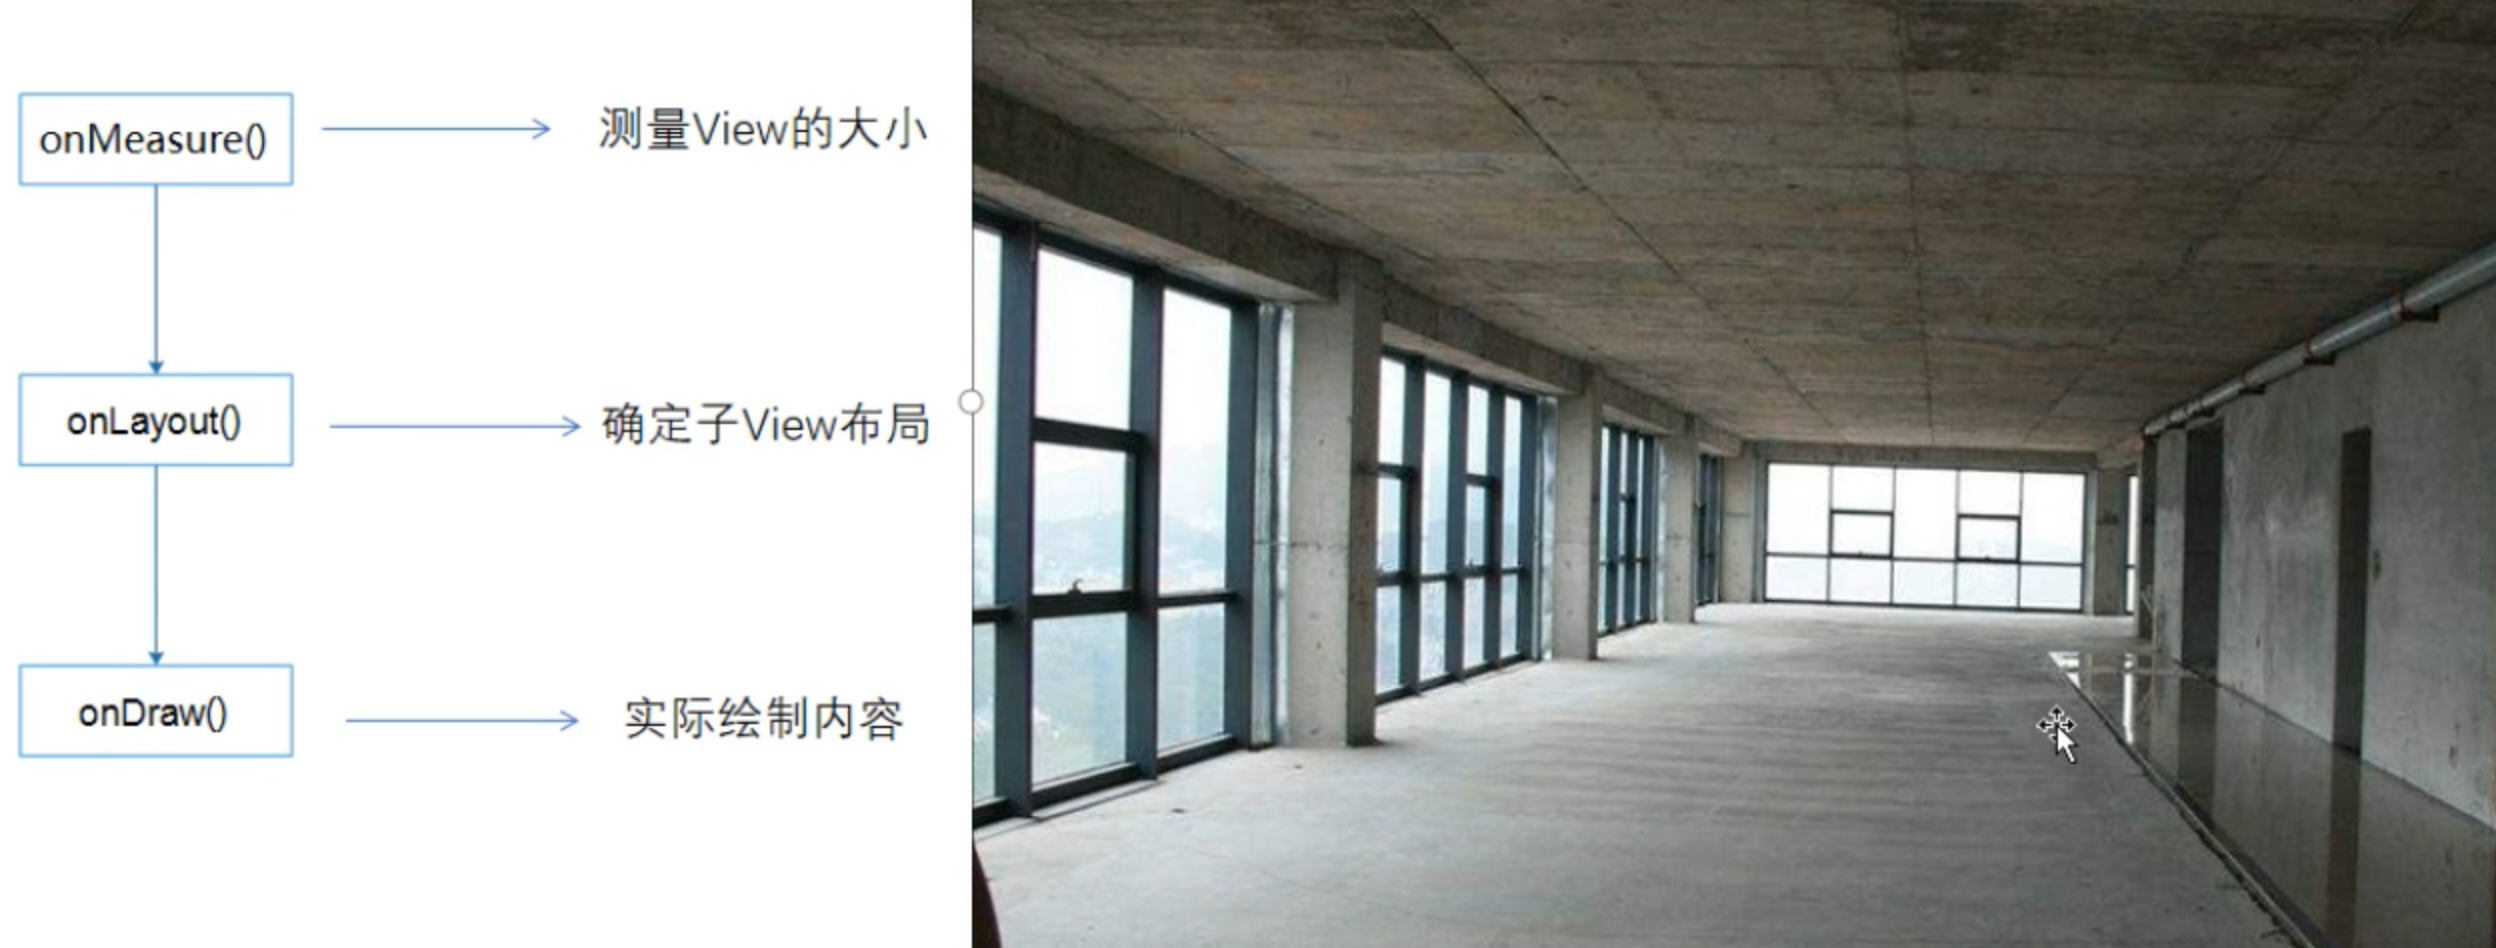 onMeasure()
测量View的大小
onLayout()
确定子View布局
onDraw()
实际绘制内容